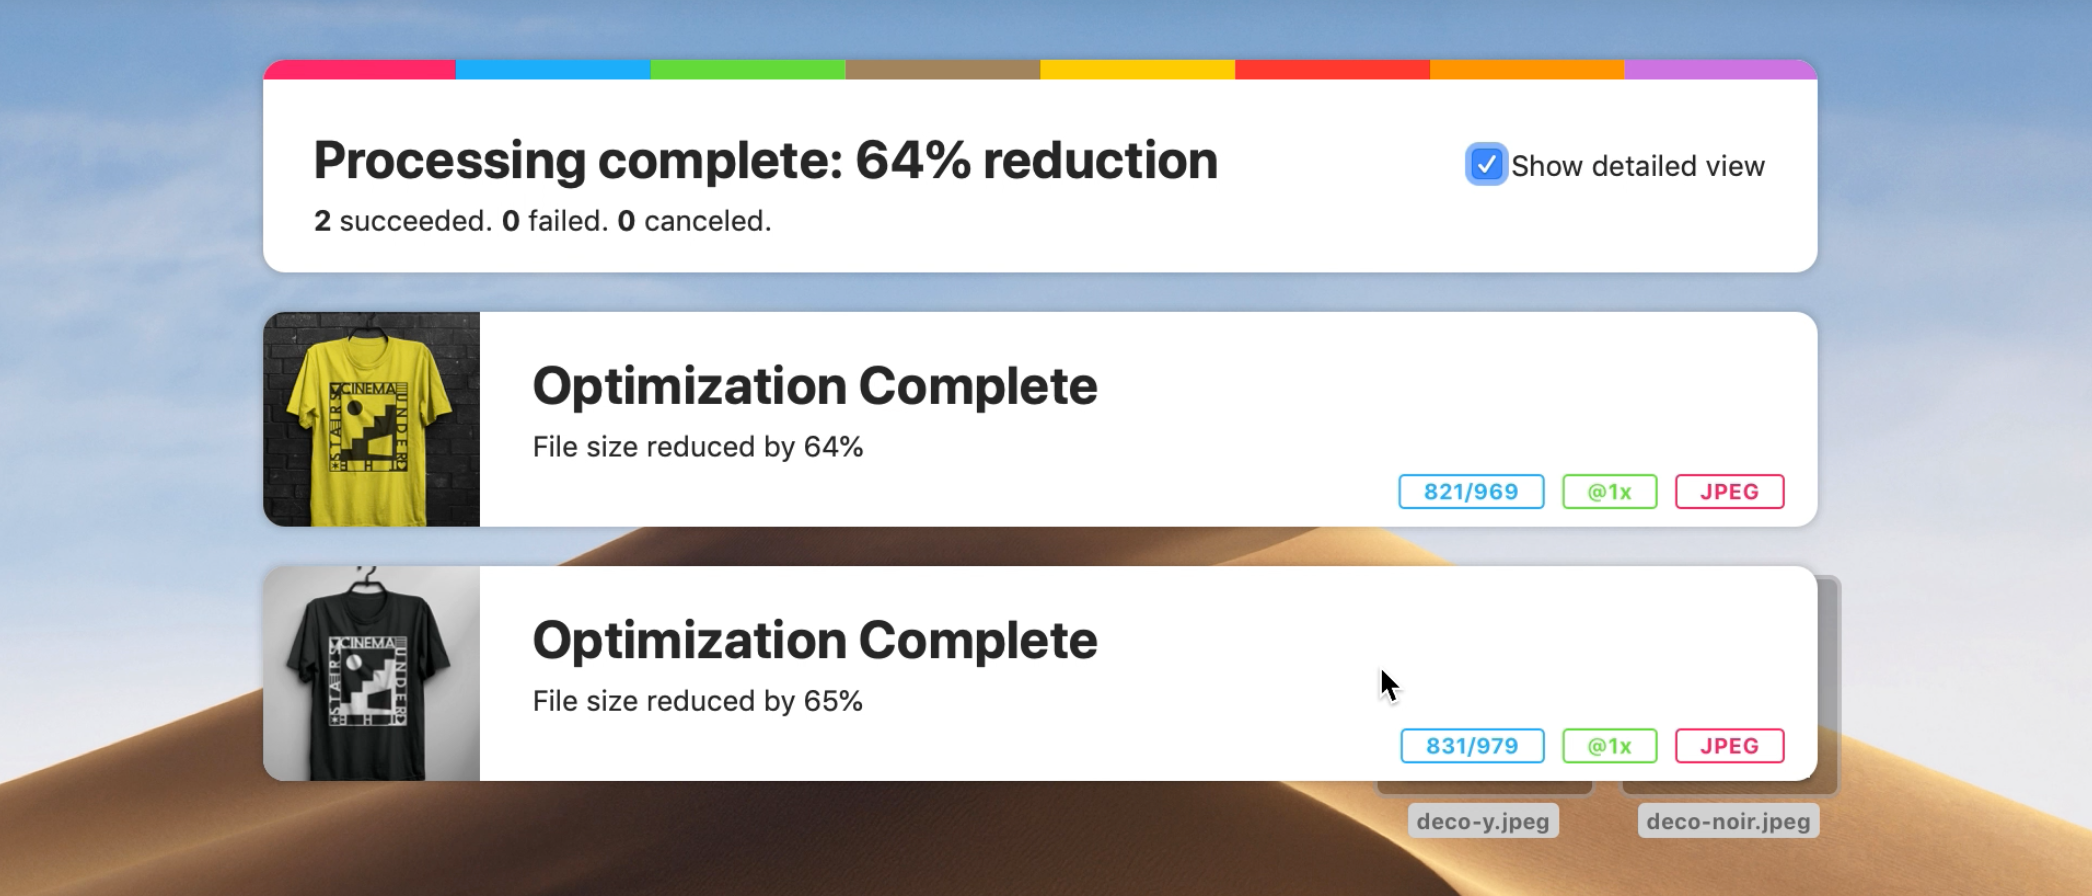 Processing complete: 64% reduction
Show detailed view
2 succeeded. 0 failed. 0 canceled.
CINEMA
UNDER
STAIRS
THE
Optimization Complete
File size reduced by 64%
821/969
@1x
JPEG
CINEMA
UNDER
STAIRS
THE
Optimization Complete
File size reduced by 65%
831/979
@1x
JPEG
deco-y.jpeg
deco-noir.jpeg